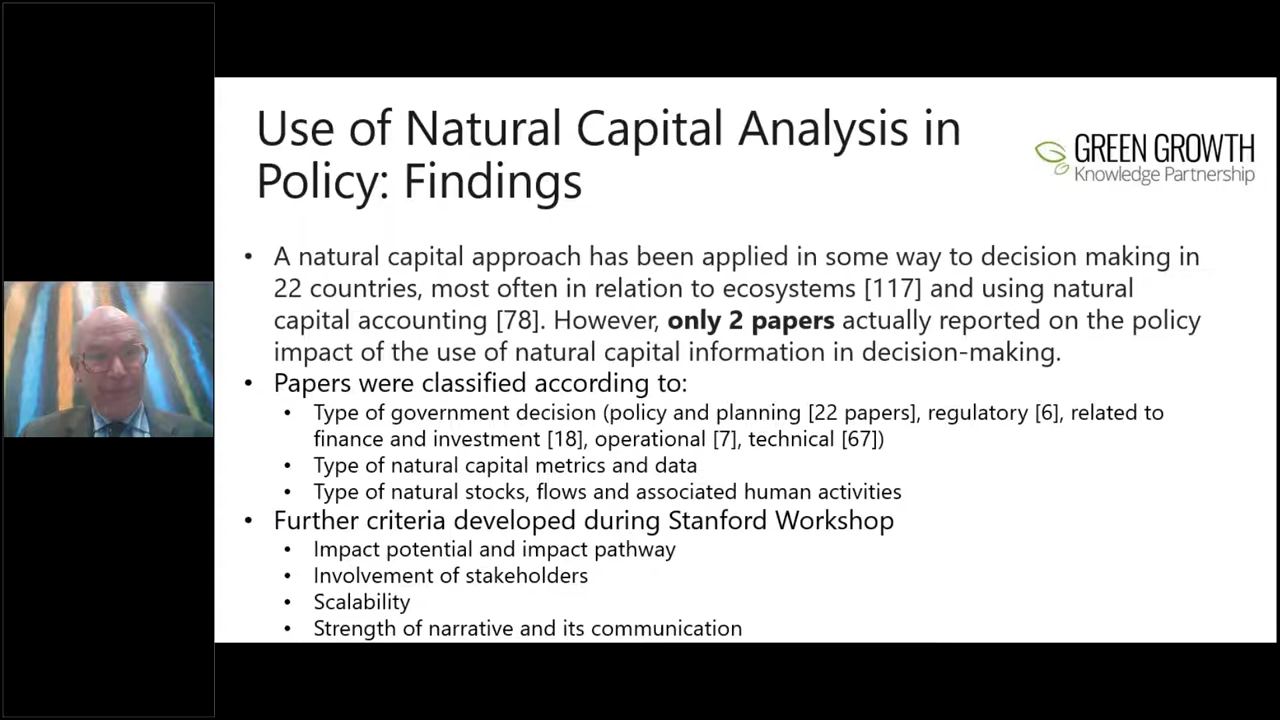 Use of Natural Capital Analysis in
Policy: Findings
GREEN GROWTH
Knowledge Partnership
• A natural capital approach has been applied in some way to decision making in
22 countries, most often in relation to ecosystems [117] and using natural
capital accounting [78]. However, only 2 papers actually reported on the policy
impact of the use of natural capital information in decision-making.
• Papers were classified according to:
• Type of government decision (policy and planning [22 papers], regulatory [6], related to
finance and investment [18], operational [7], technical [67])
• Type of natural capital metrics and data
• Type of natural stocks, flows and associated human activities
• Further criteria developed during Stanford Workshop
• Impact potential and impact pathway
• Involvement of stakeholders
• Scalability
• Strength of narrative and its communication